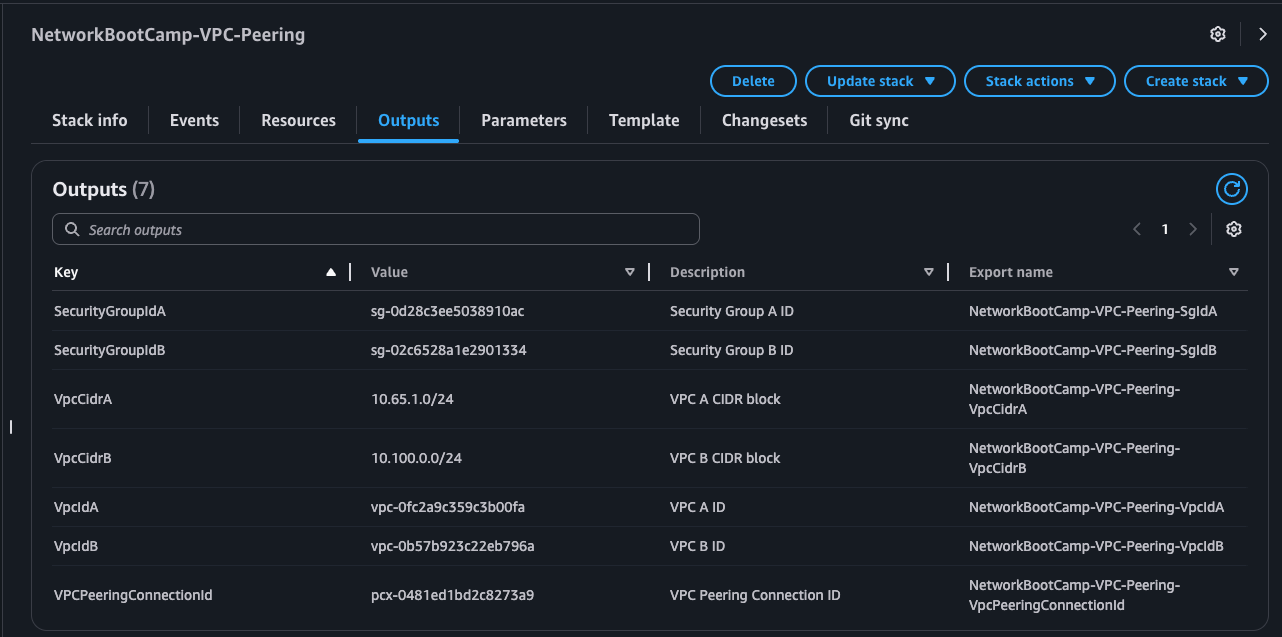 NetworkBootCamp-VPC-Peering
Delete
Update stack
Stack actions
Create stack
Stack info
Events
Resources
Outputs
Parameters
Template
Changesets
Git sync
Outputs (7)
Search outputs
1
Key Value Description Export name
SecurityGroupIdA sg-0d28c3ee5038910ac Security Group A ID NetworkBootCamp-VPC-Peering-SgIdA
SecurityGroupIdB sg-02c6528a1e2901334 Security Group B ID NetworkBootCamp-VPC-Peering-SgIdB
VpcCidrA 10.65.1.0/24 VPC A CIDR block NetworkBootCamp-VPC-Peering-
VpcCidrA
VpcCidrB 10.100.0.0/24 VPC B CIDR block NetworkBootCamp-VPC-Peering-
VpcCidrB
VpcIdA vpc-0fc2a9c359c3b00fa VPC A ID NetworkBootCamp-VPC-Peering-VpcIdA
VpcIdB vpc-0b57b923c22eb796a VPC B ID NetworkBootCamp-VPC-Peering-VpcIdB
VPCPeeringConnectionId pcx-0481ed1bd2c8273a9 VPC Peering Connection ID NetworkBootCamp-VPC-Peering-
VpcPeeringConnectionId